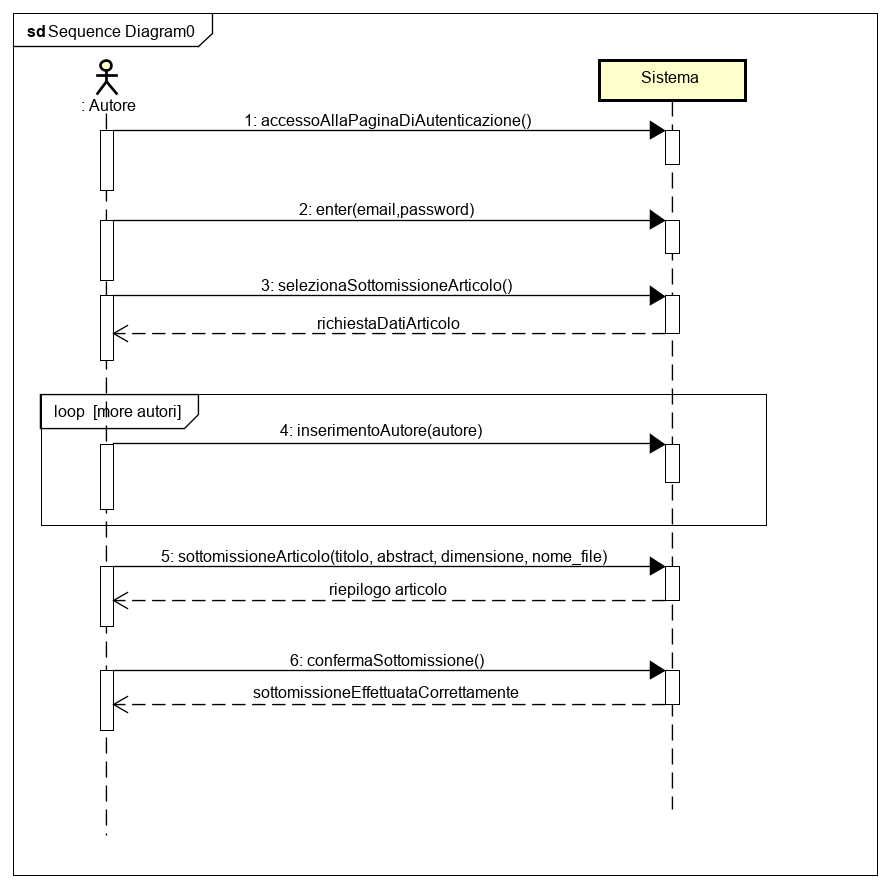 sd Sequence Diagram0
: Autore
Sistema
1: accessoAllaPaginaDiAutenticazione()
2: enter(email,password)
3: selezionaSottomissioneArticolo()
richiestaDatiArticolo
loop [more autori]
4: inserimentoAutore(autore)
5: sottomissioneArticolo(titolo, abstract, dimensione, nome_file)
riepilogo articolo
6: confermaSottomissione()
sottomissioneEffettuataCorrettamente